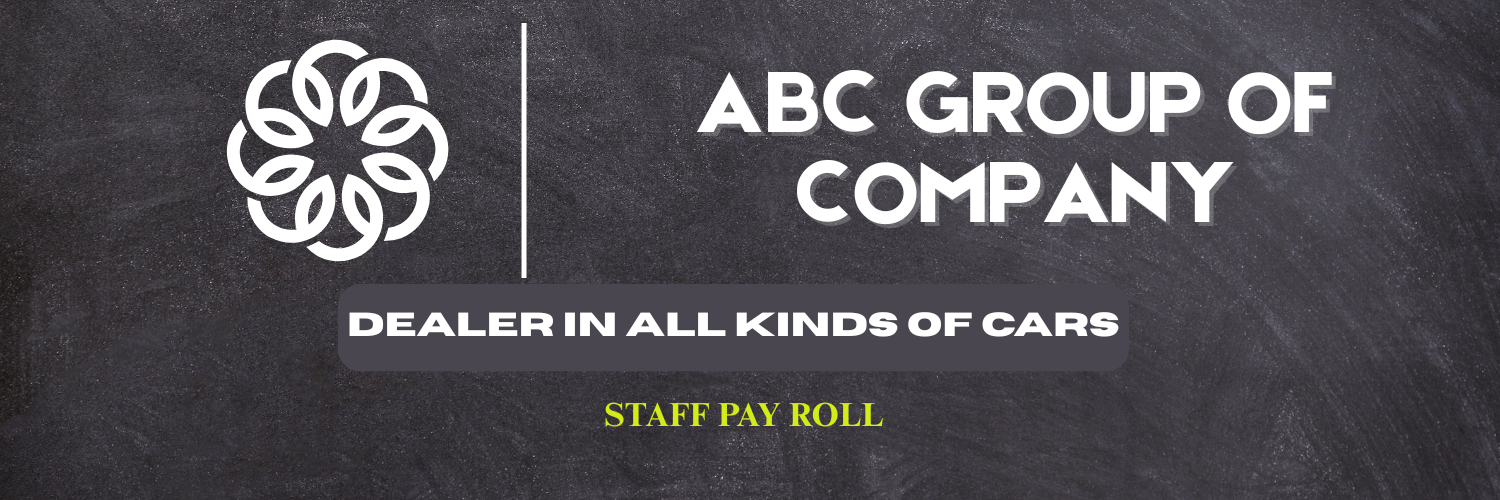 ABC GROUP OF
COMPANY
DEALER IN ALL KINDS OF CARS
STAFF PAY ROLL